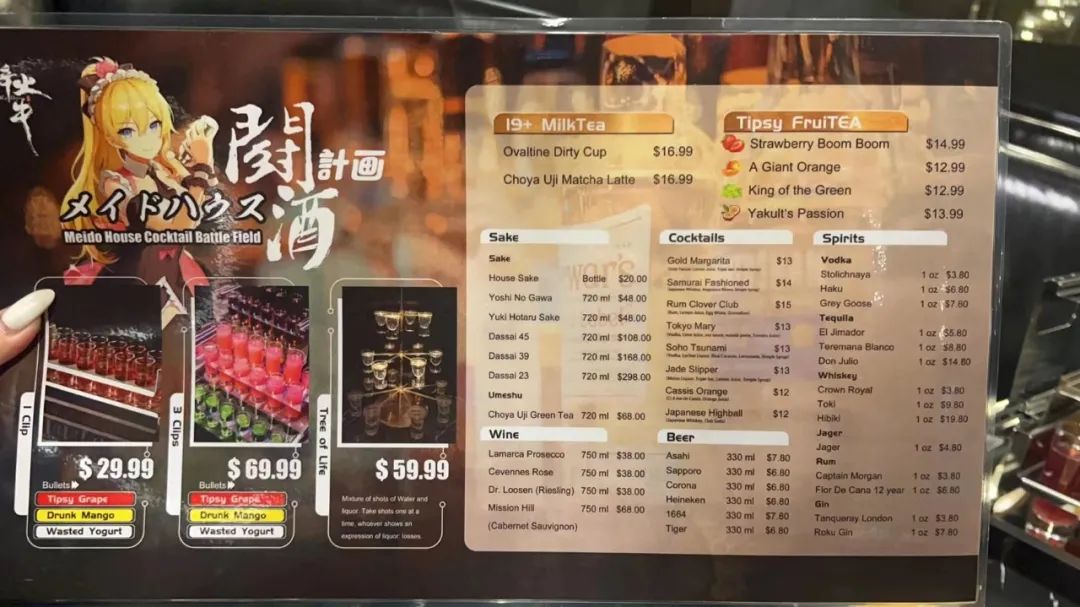 闘酒
計画
メイドハウス
Meido House Cocktail Battle Field
1 Clip
$29.99
Bullets
Tipsy Grape
Drunk Mango
Wasted Yogurt
3 Clips
$69.99
Bullets
Tipsy Grape
Drunk Mango
Wasted Yogurt
Tree of Life
$59.99
Mixture of shots of Water and
liquor. Take shots one at a
time, whoever shows an
expression of liquor, losses.
19+ MilkTea
Ovaltine Dirty Cup $16.99
Choya Uji Matcha Latte $16.99
Tipsy FruiTEA
Strawberry Boom Boom $14.99
A Giant Orange $12.99
King of the Green $12.99
Yakult's Passion $13.99
Sake
Sake
House Sake Bottle $20.00
Yoshi No Gawa 720 ml $48.00
Yuki Hotaru Sake 720 ml $48.00
Dassai 45 720 ml $108.00
Dassai 39 720 ml $168.00
Dassai 23 720 ml $298.00
Umeshu
Choya Uji Green Tea 720 ml $68.00
Wine
Lamarca Prosecco 750 ml $38.00
Cevennes Rose 750 ml $38.00
Dr. Loosen (Riesling) 750 ml $38.00
Mission Hill 750 ml $68.00
(Cabernet Sauvignon)
Cocktails
Gold Margarita $13
Samurai Fashioned $14
Rum Clover Club $15
(Rum, Lemon Juice, Egg White, Grenadine)
Tokyo Mary $13
Soho Tsunami $13
Jade Slipper $13
Cassis Orange $12
Japanese Highball $12
(Japanese Whiskey, Club Soda)
Beer
Asahi 330 ml $7.80
Sapporo 330 ml $6.80
Corona 330 ml $6.80
Heineken 330 ml $6.80
1664 330 ml $7.80
Tiger 330 ml $6.80
Spirits
Vodka
Stolichnaya 1 oz $3.80
Haku 1 oz $6.80
Grey Goose 1 oz $7.80
Tequila
El Jimador 1 oz $5.80
Teremana Blanco 1 oz $8.80
Don Julio 1 oz $14.80
Whiskey
Crown Royal 1 oz $3.80
Toki 1 oz $9.80
Hibiki 1 oz $19.80
Jager
Jager 1 oz $4.80
Rum
Captain Morgan 1 oz $3.80
Flor De Cana 12 year 1 oz $6.80
Gin
Tanqueray London 1 oz $3.80
Roku Gin 1 oz $7.80